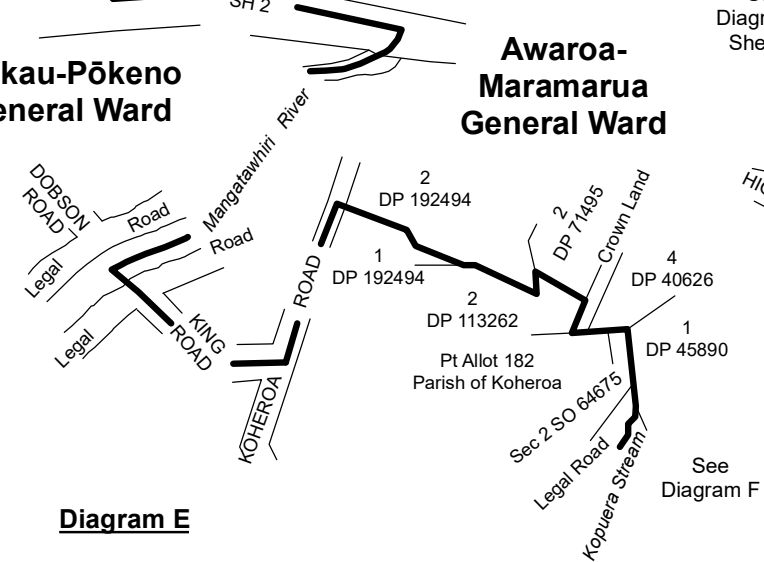 SH 2
Diagr
She
kau-Pōkeno
eneral Ward
Awaroa-
Maramarua
General Ward
HIG
Mangatawhiri River
DOBSON
ROAD
Road
Legal
Road
Legal
KING
ROAD
ROAD
KOHEROA
2
DP 192494
1
DP 192494
2
DP 71495
Crown Land
2
DP 113262
4
DP 40626
1
DP 45890
Pt Allot 182
Parish of Koheroa
Sec 2 SO 64675
Legal Road
Kopuera Stream
See
Diagram F
Diagram E